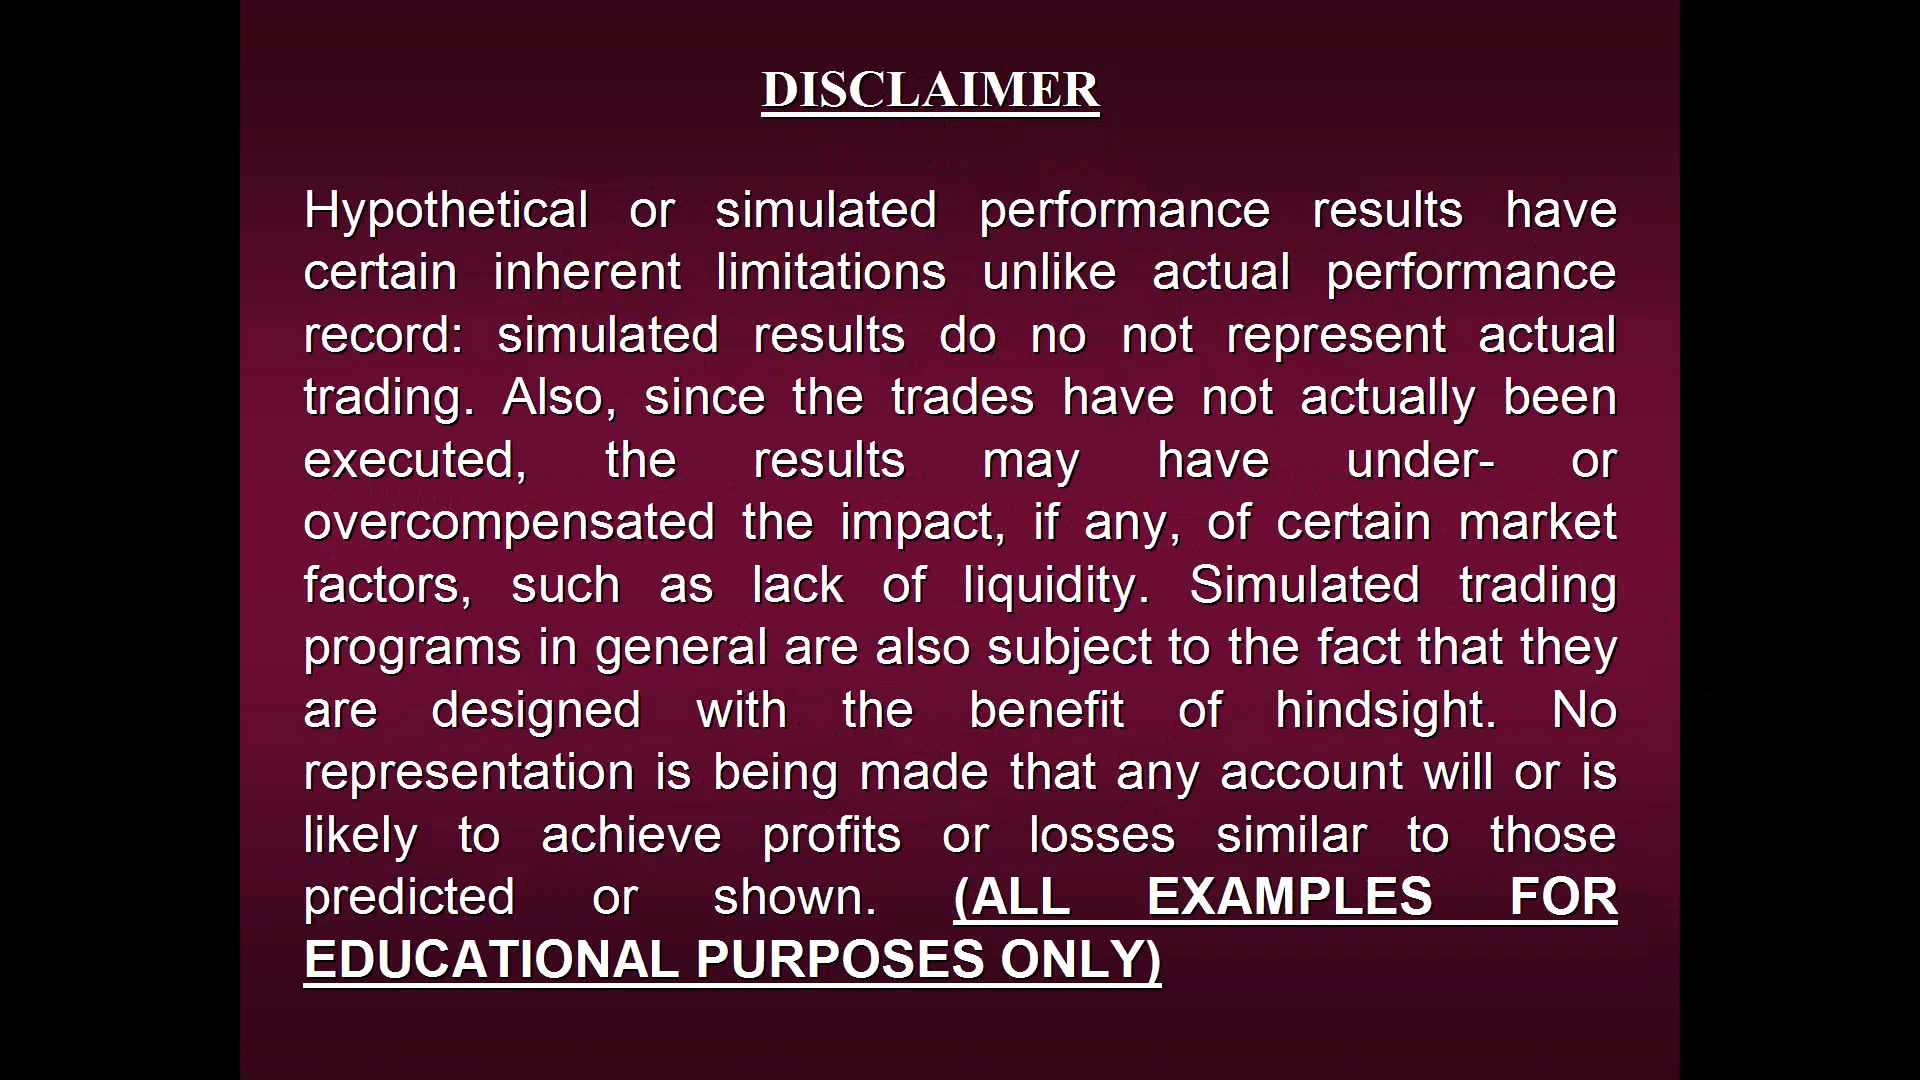 DISCLAIMER
Hypothetical or simulated performance results have
certain inherent limitations unlike actual performance
record: simulated results do no not represent actual
trading. Also, since the trades have not actually been
executed, the results may have under- or
overcompensated the impact, if any, of certain market
factors, such as lack of liquidity. Simulated trading
programs in general are also subject to the fact that they
are designed with the benefit of hindsight. No
representation is being made that any account will or is
likely to achieve profits or losses similar to those
predicted or shown. (ALL EXAMPLES FOR
EDUCATIONAL PURPOSES ONLY)